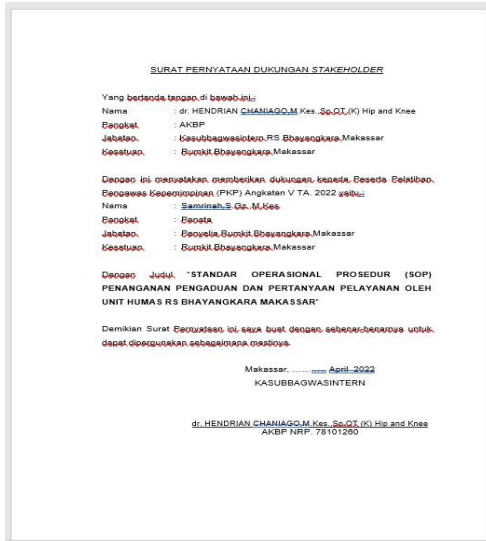 SURAT PERNYATAAN DUKUNGAN STAKEHOLDER
Yang bertanda tangan di bawah ini :
Nama : dr. HENDRIAN CHANIAGO,M.Kes.,Sp.OT.(K) Hip and Knee
Pangkat : AKBP
Jabatan : Kasubbagwasintern RS Bhayangkara Makassar
Kesatuan : Rumkit Bhayangkara Makassar
Dengan ini menyatakan memberikan dukungan kepada Peserta Pelatihan
Pengawas Kepemimpinan (PKP) Angkatan V TA. 2022 yaitu :
Nama : Samrinah,S.Gz.,M.Kes
Pangkat : Penata
Jabatan : Penyelia Rumkit Bhayangkara Makassar
Kesatuan : Rumkit Bhayangkara Makassar
Dengan Judul "STANDAR OPERASIONAL PROSEDUR (SOP)
PENANGANAN PENGADUAN DAN PERTANYAAN PELAYANAN OLEH
UNIT HUMAS RS BHAYANGKARA MAKASSAR"
Demikian Surat Pernyataan ini saya buat dengan sebenar-benarnya untuk
dapat dipergunakan sebagaimana mestinya
Makassar, ............ April 2022
KASUBBAGWASINTERN
dr. HENDRIAN CHANIAGO,M.Kes.,Sp.OT.(K) Hip and Knee
AKBP NRP. 78101260